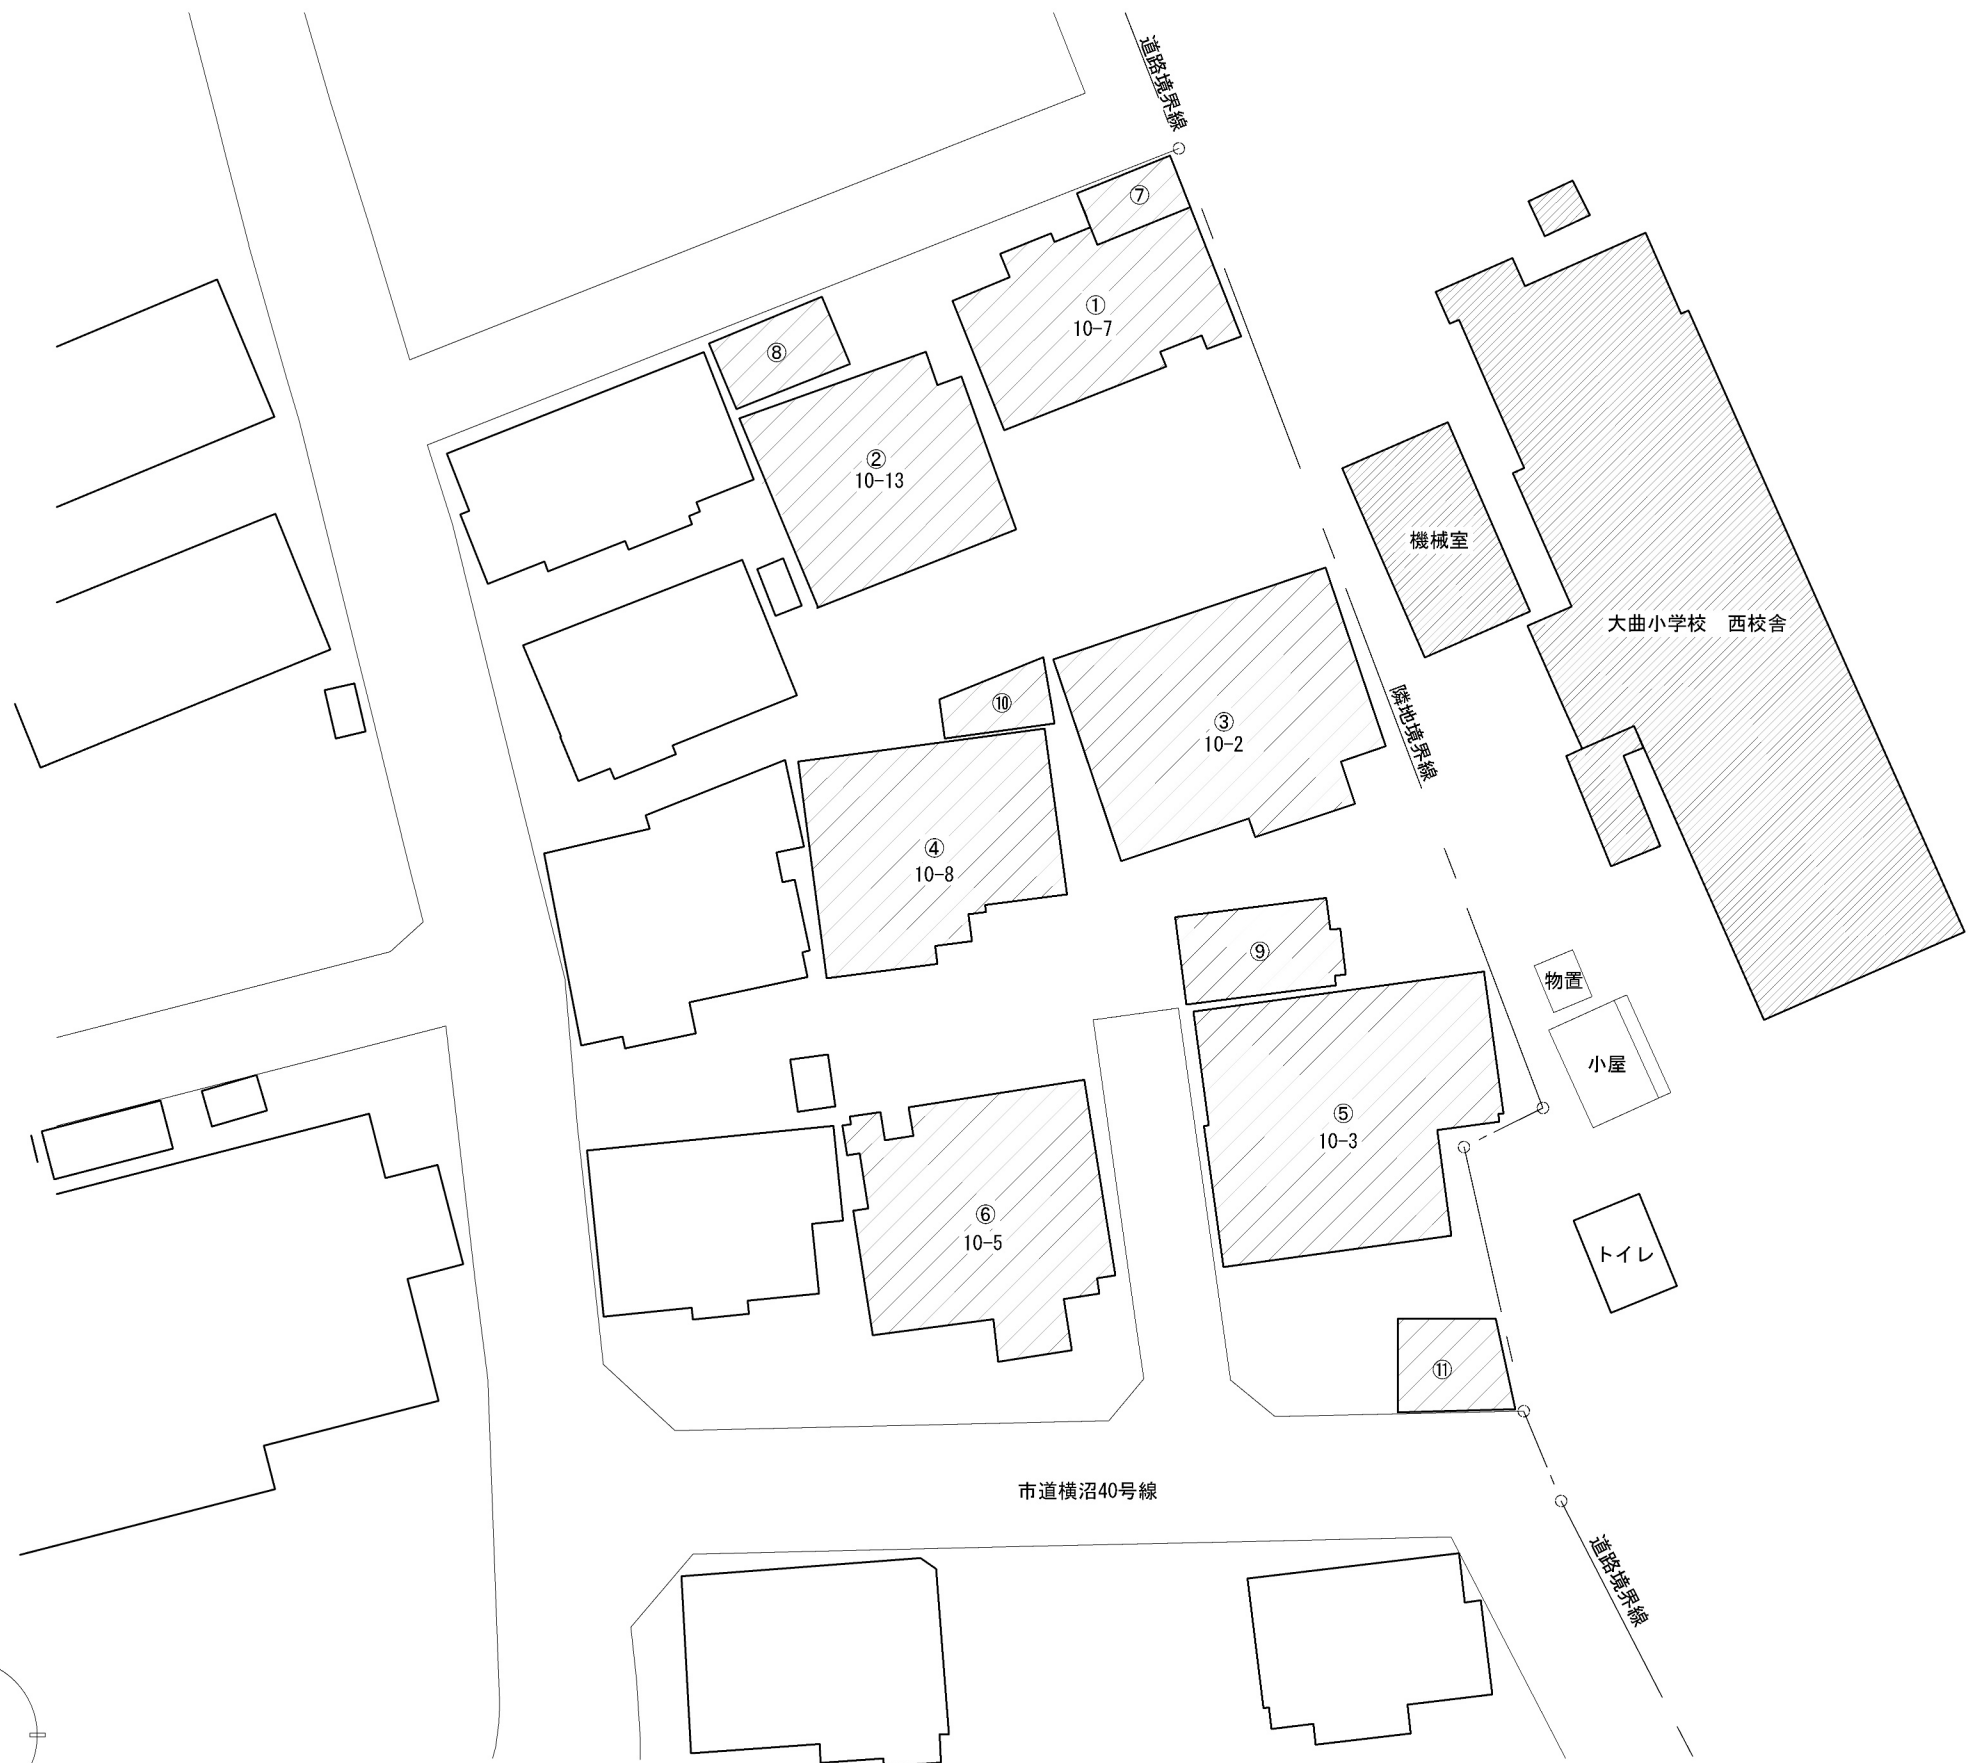 道路境界線
⑦
①
10-7
⑧
②
10-13
機械室
大曲小学校　西校舎
⑩
③
10-2
隣地境界線
④
10-8
⑨
物置
小屋
⑤
10-3
⑥
10-5
トイレ
⑪
市道横沼40号線
道路境界線